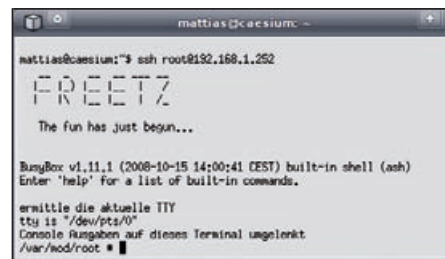 mattias@caesium: ~
mattias@caesium:~$ ssh root@192.168.1.252
FREETZ
The fun has just begun...
BusyBox v1.11.1 (2008-10-15 14:00:41 CEST) built-in shell (ash)
Enter 'help' for a list of built-in commands.
ermittle die aktuelle TTY
tty is "/dev/pts/0"
Console Ausgaben auf dieses Terminal umgelenkt
/var/mod/root #